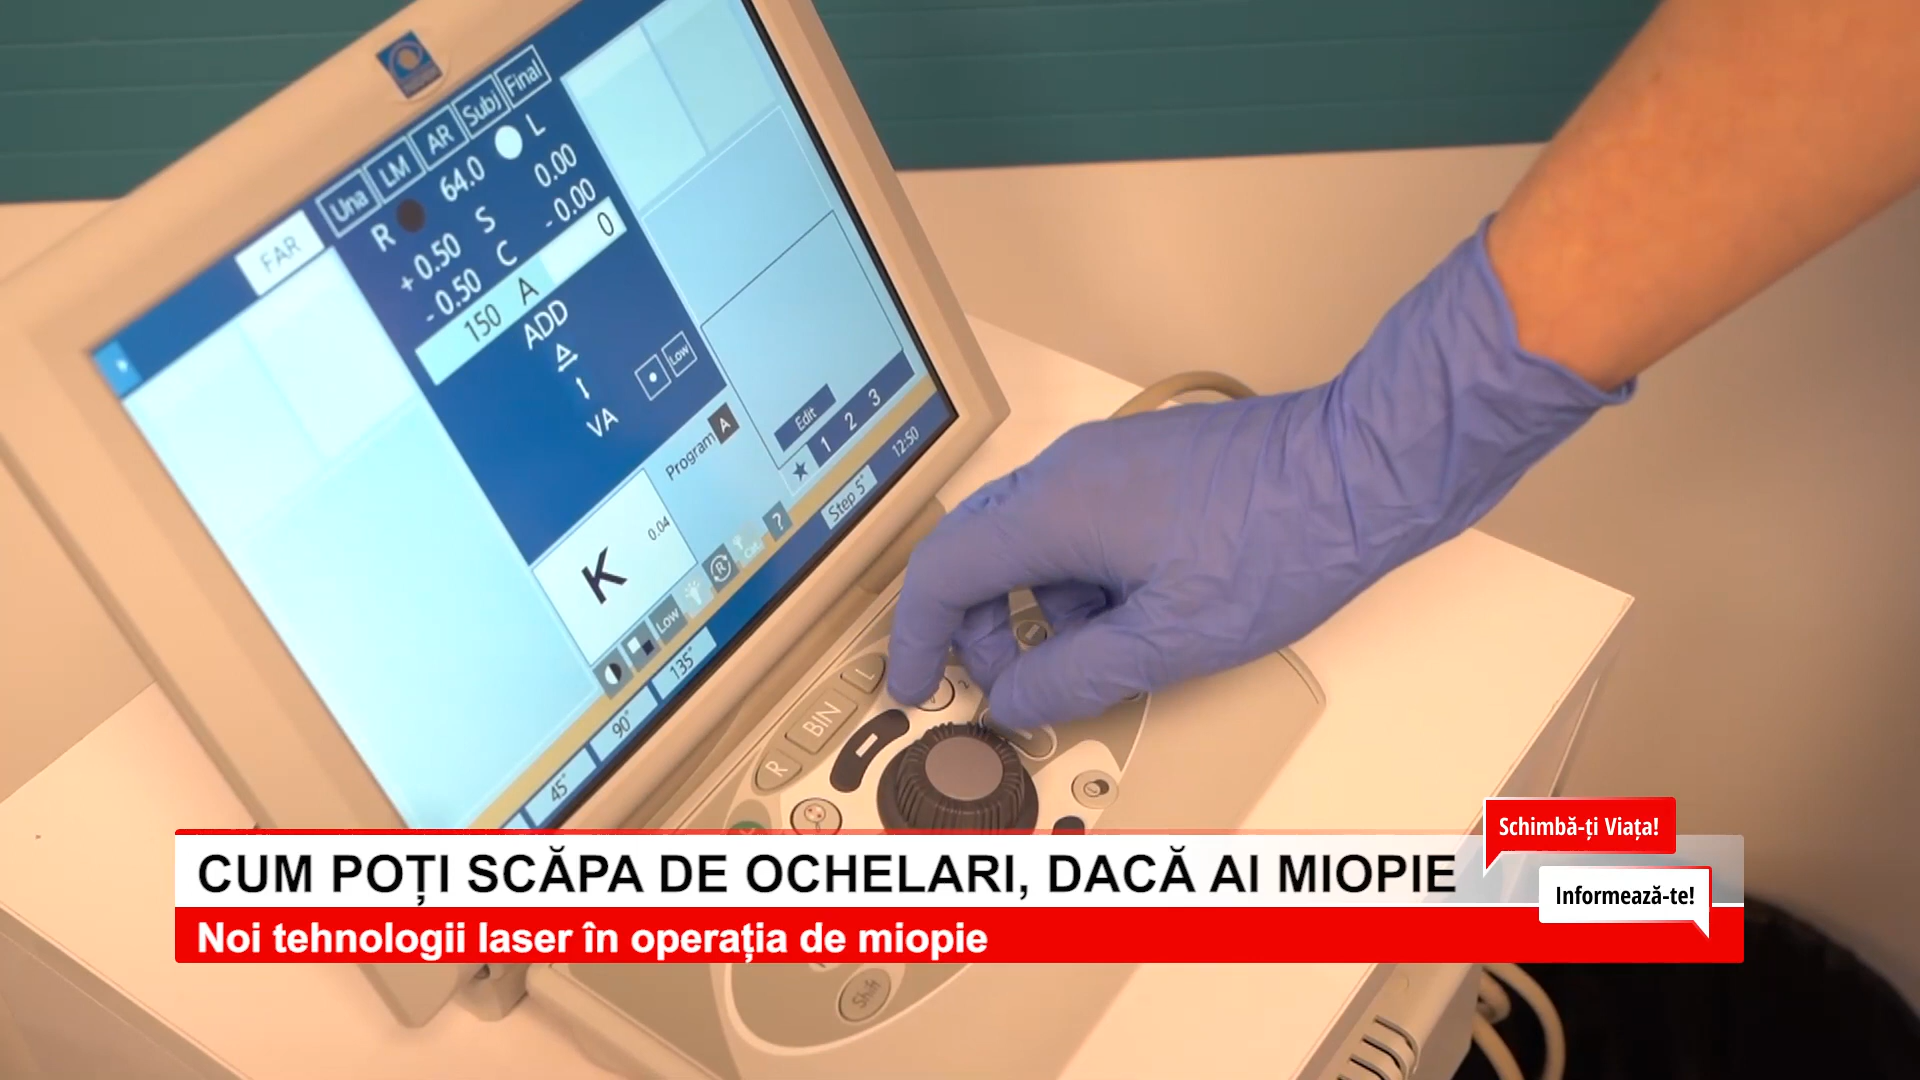 Una LM AR Subj Final
FAR
R 64.0 L
+ 0.50 S 0.00
- 0.50 C - 0.00
150 A 0
ADD
VA
Low
Edit
1 2 3
Program A
12:50
Step 5°
K 0.04
Low
R
Cat.
?
45° 90° 135°
R BIN L
2
Shift
Schimbă-ți Viața!
CUM POȚI SCĂPA DE OCHELARI, DACĂ AI MIOPIE
Informează-te!
Noi tehnologii laser în operația de miopie